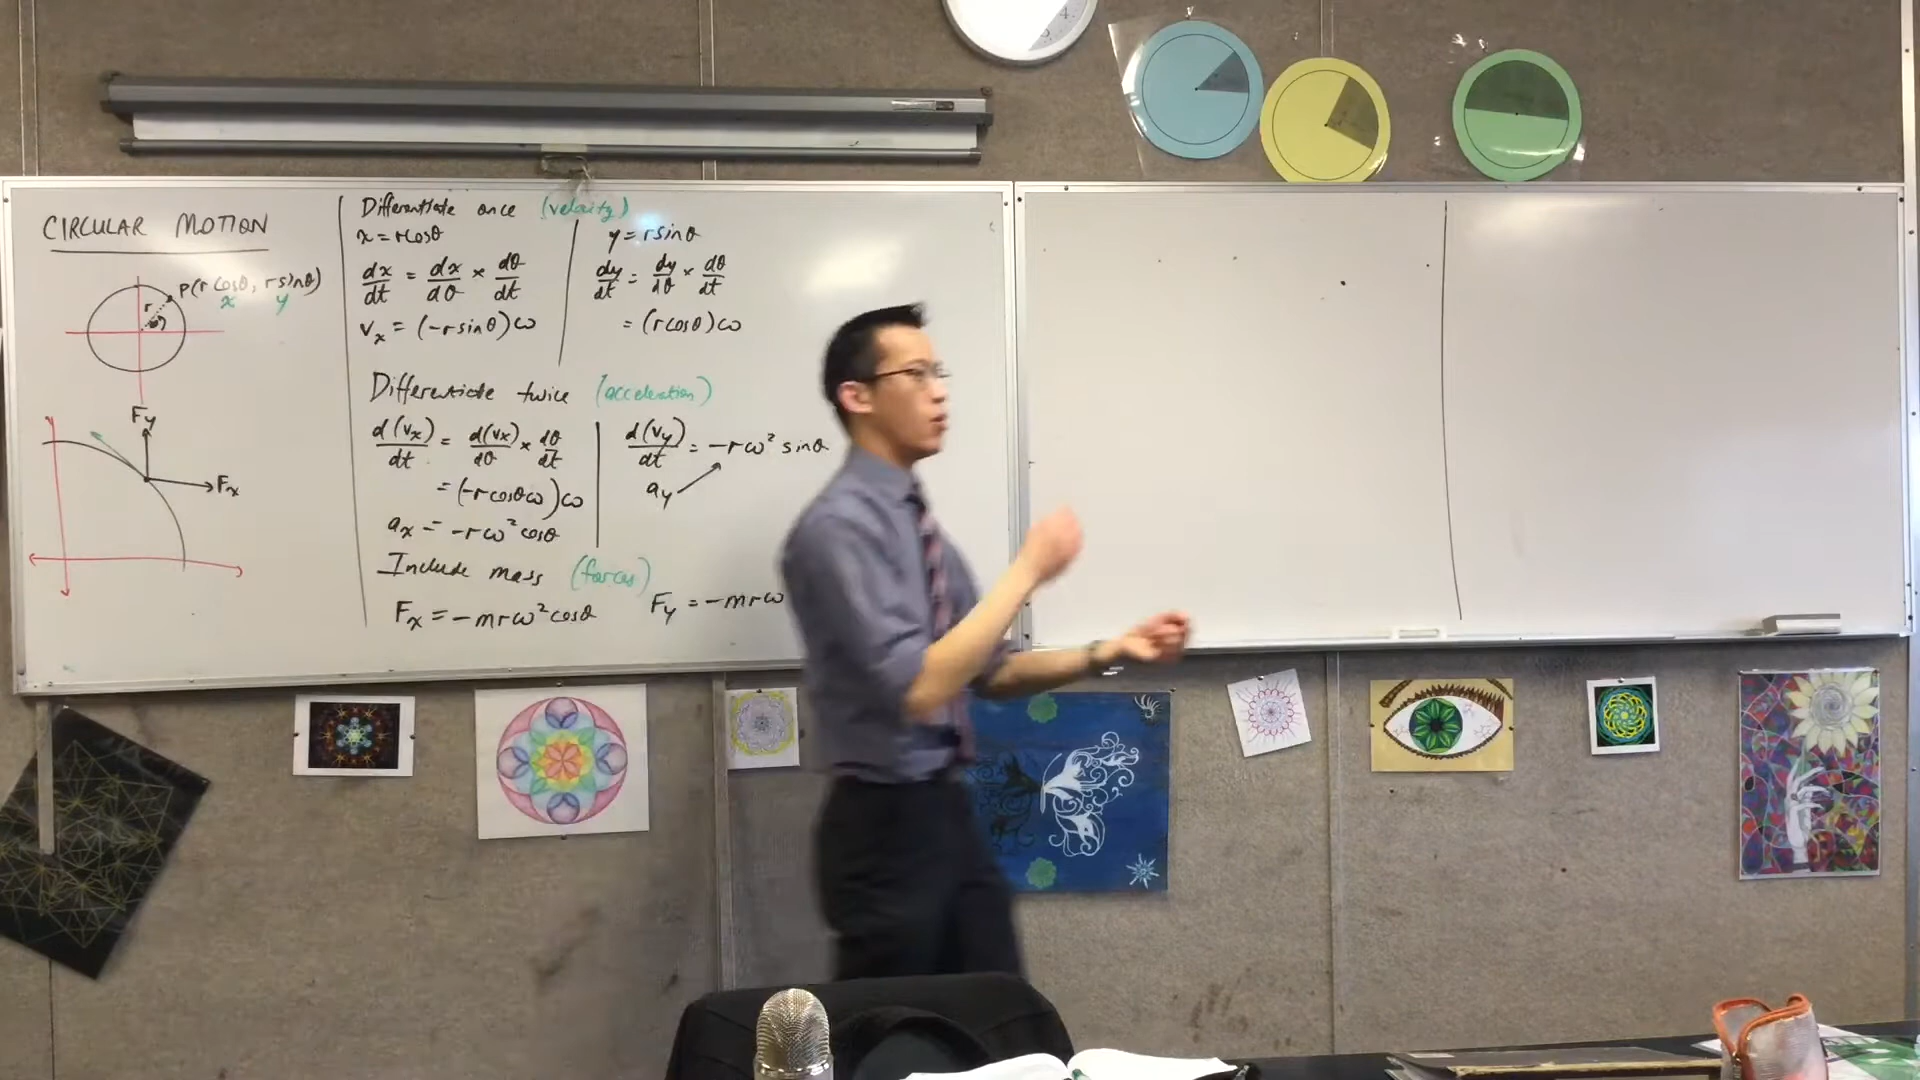 CIRCULAR MOTION
P(r cosθ, r sinθ)
x y
r
θ
Fy
Fx
Differentiate once (velocity)
x = r cosθ
dx/dt = dx/dθ × dθ/dt
vx = (-r sinθ)ω
y = r sinθ
dy/dt = dy/dθ × dθ/dt
= (r cosθ)ω
Differentiate twice (acceleration)
d(vx)/dt = d(vx)/dθ × dθ/dt
= (-r cosθω)ω
ax = -rω² cosθ
d(vy)/dt = -rω² sinθ
ay
Include mass (forces)
Fx = -mrω² cosθ
Fy = -mrω